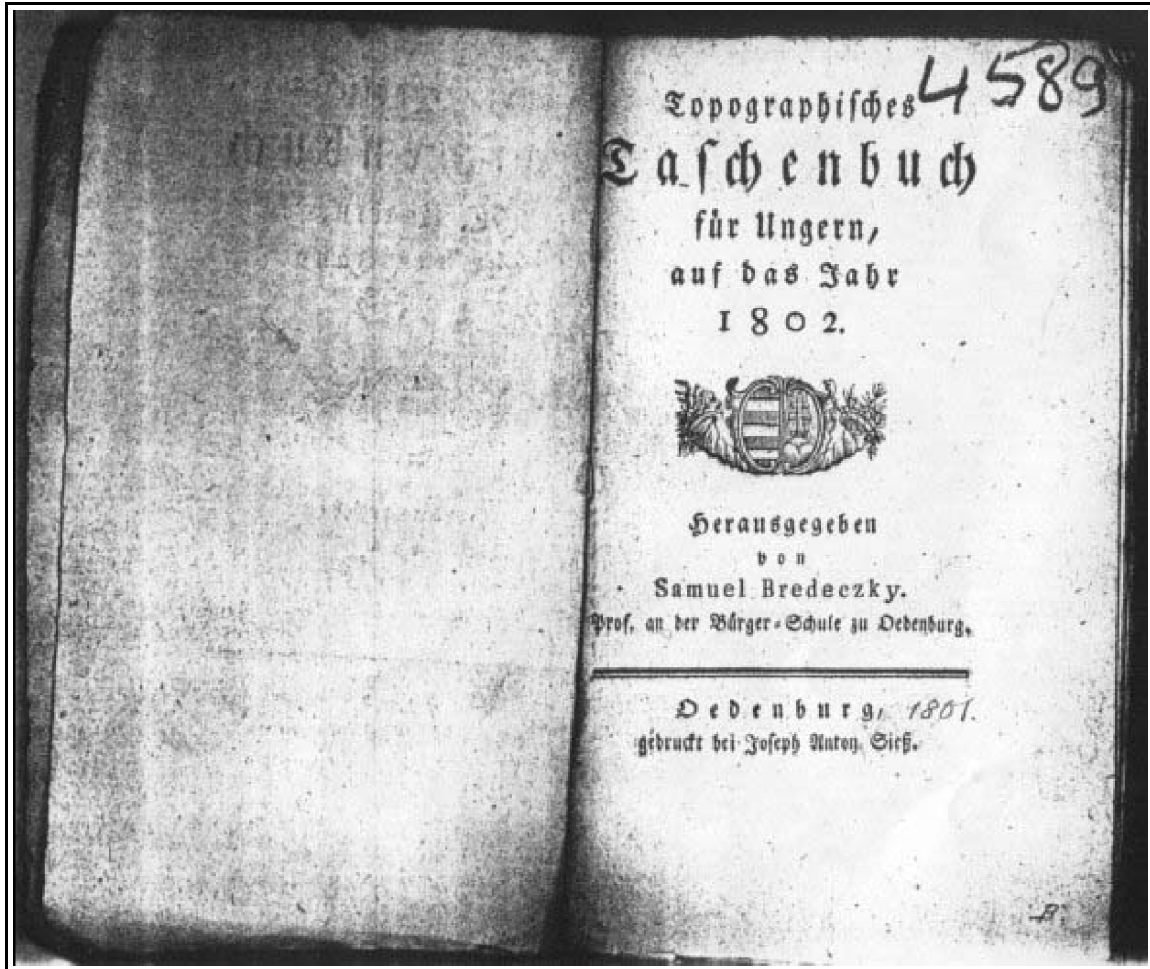 4589
Topographisches
Taschenbuch
für Ungern,
auf das Jahr
1802.
Herausgegeben
von
Samuel Bredeczky.
Prof. an der Bürger-Schule zu Oedenburg.
Oedenburg, 1801.
gedruckt bei Joseph Anton Sieß.